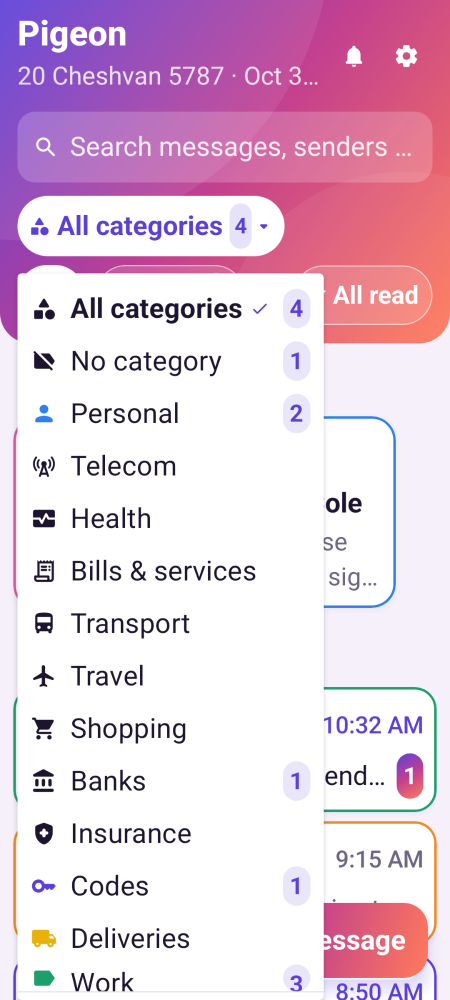 Pigeon
20 Cheshvan 5787 · Oct 3…
Search messages, senders …
All categories 4
All read
All categories 4
No category 1
Personal 2
Telecom
Health
ole
se
Bills & services
sig…
Transport
Travel
Shopping
10:32 AM
Banks 1
end… 1
Insurance
9:15 AM
Codes 1
Deliveries
essage
Work 3
8:50 AM